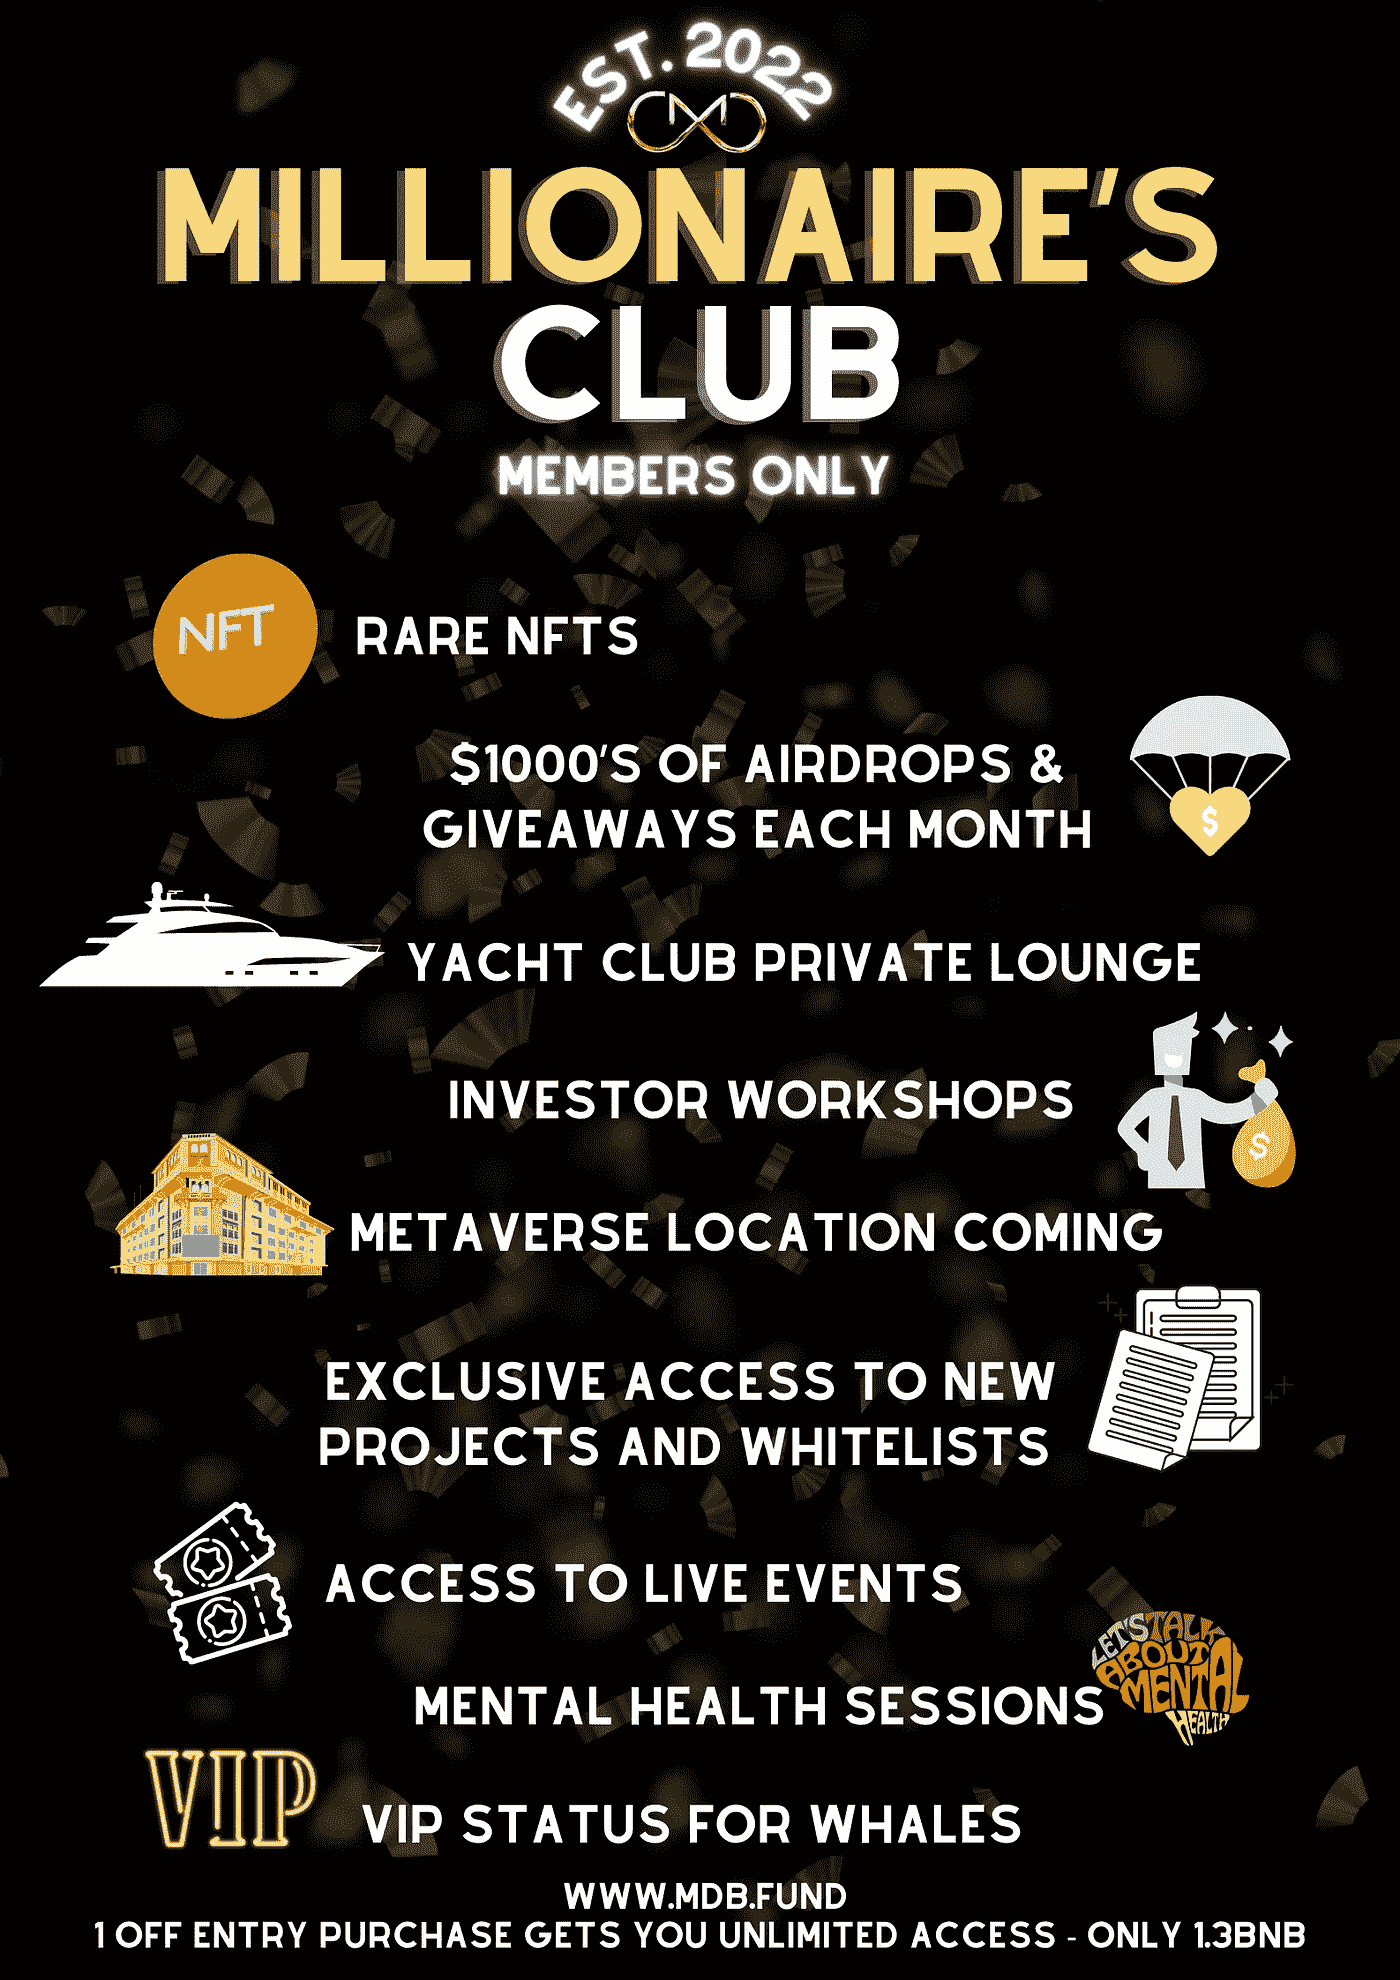 EST. 2022
MILLIONAIRE'S
CLUB
MEMBERS ONLY
NFT
RARE NFTS
$1000'S OF AIRDROPS &
GIVEAWAYS EACH MONTH
$
YACHT CLUB PRIVATE LOUNGE
INVESTOR WORKSHOPS
$
METAVERSE LOCATION COMING
EXCLUSIVE ACCESS TO NEW
PROJECTS AND WHITELISTS
ACCESS TO LIVE EVENTS
LET'S TALK
ABOUT
MENTAL
HEALTH
MENTAL HEALTH SESSIONS
VIP
VIP STATUS FOR WHALES
WWW.MDB.FUND
1 OFF ENTRY PURCHASE GETS YOU UNLIMITED ACCESS - ONLY 1.3BNB